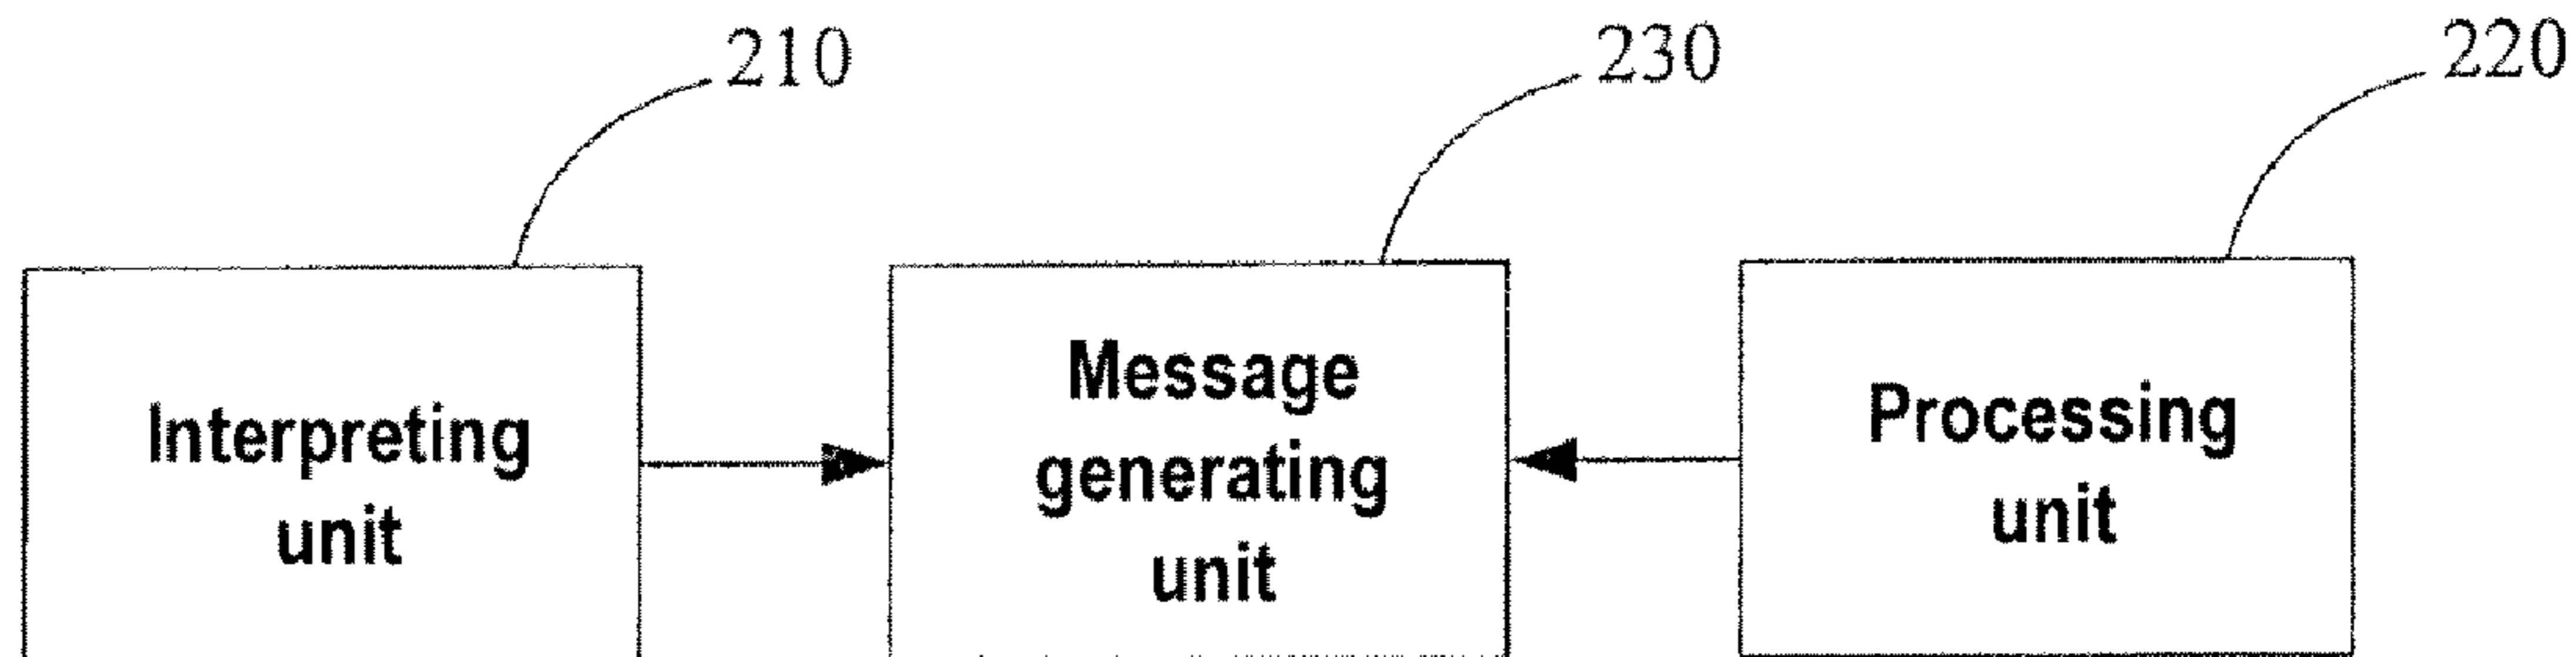 210
230
220
Interpreting
unit
Message
generating
unit
Processing
unit